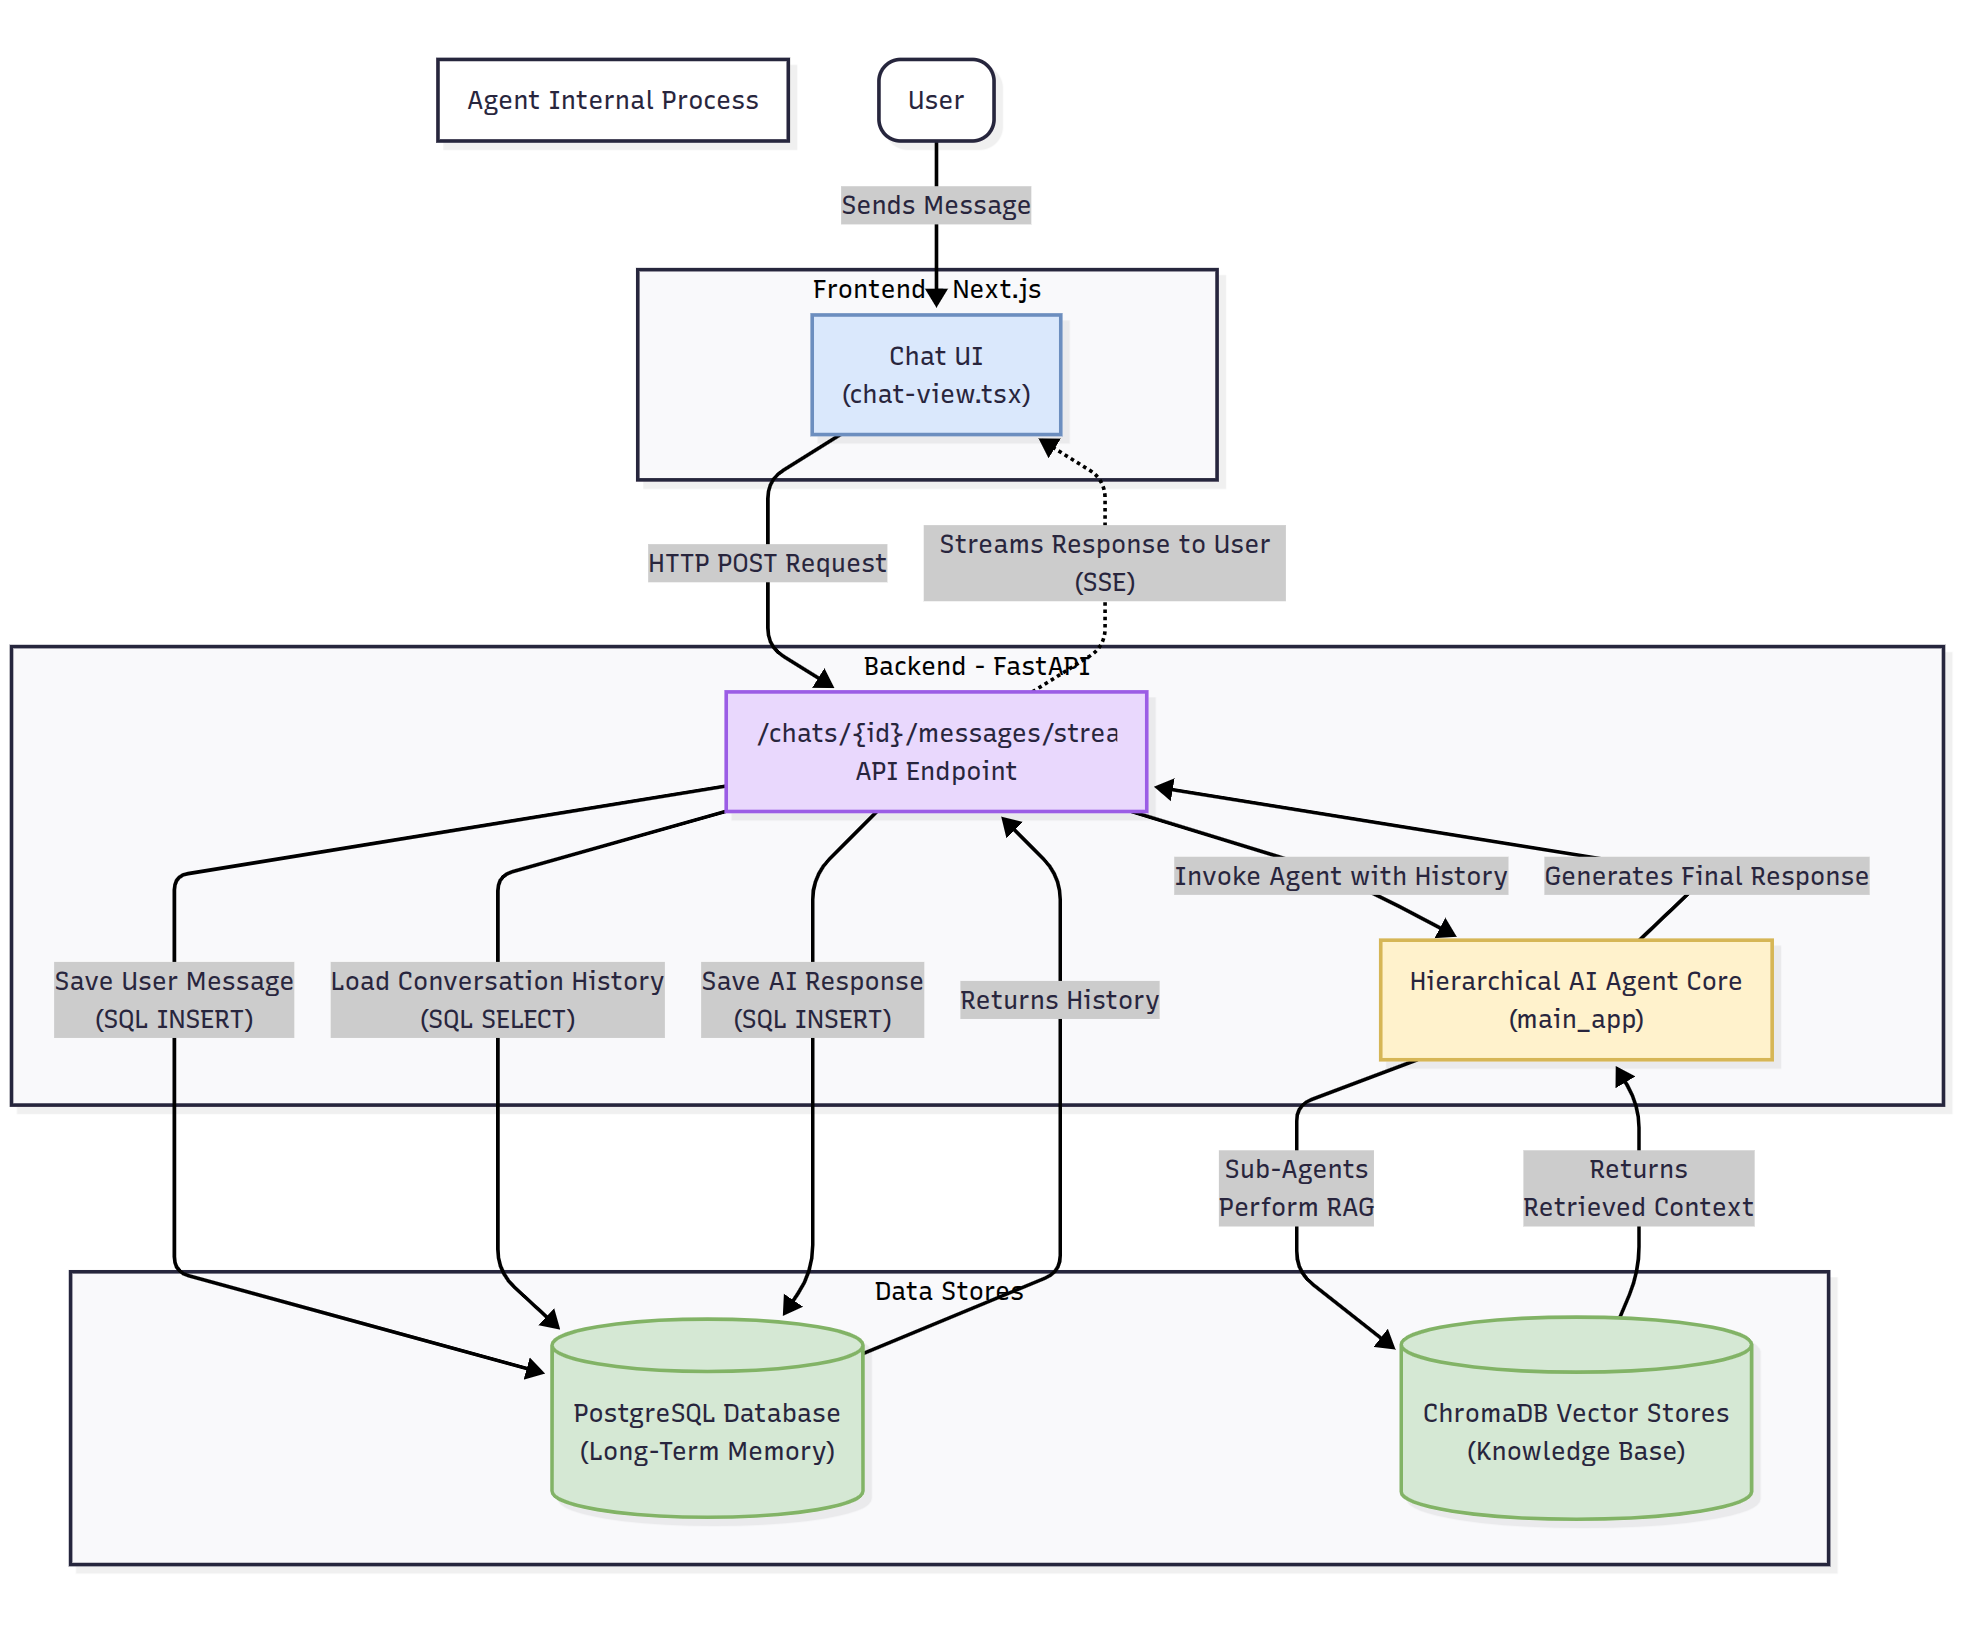 Agent Internal Process
User
Sends Message
Frontend - Next.js
Chat UI
(chat-view.tsx)
HTTP POST Request
Streams Response to User
(SSE)
Backend - FastAPI
/chats/{id}/messages/strea
API Endpoint
Invoke Agent with History
Generates Final Response
Save User Message
(SQL INSERT)
Load Conversation History
(SQL SELECT)
Save AI Response
(SQL INSERT)
Returns History
Hierarchical AI Agent Core
(main_app)
Sub-Agents
Perform RAG
Returns
Retrieved Context
Data Stores
PostgreSQL Database
(Long-Term Memory)
ChromaDB Vector Stores
(Knowledge Base)